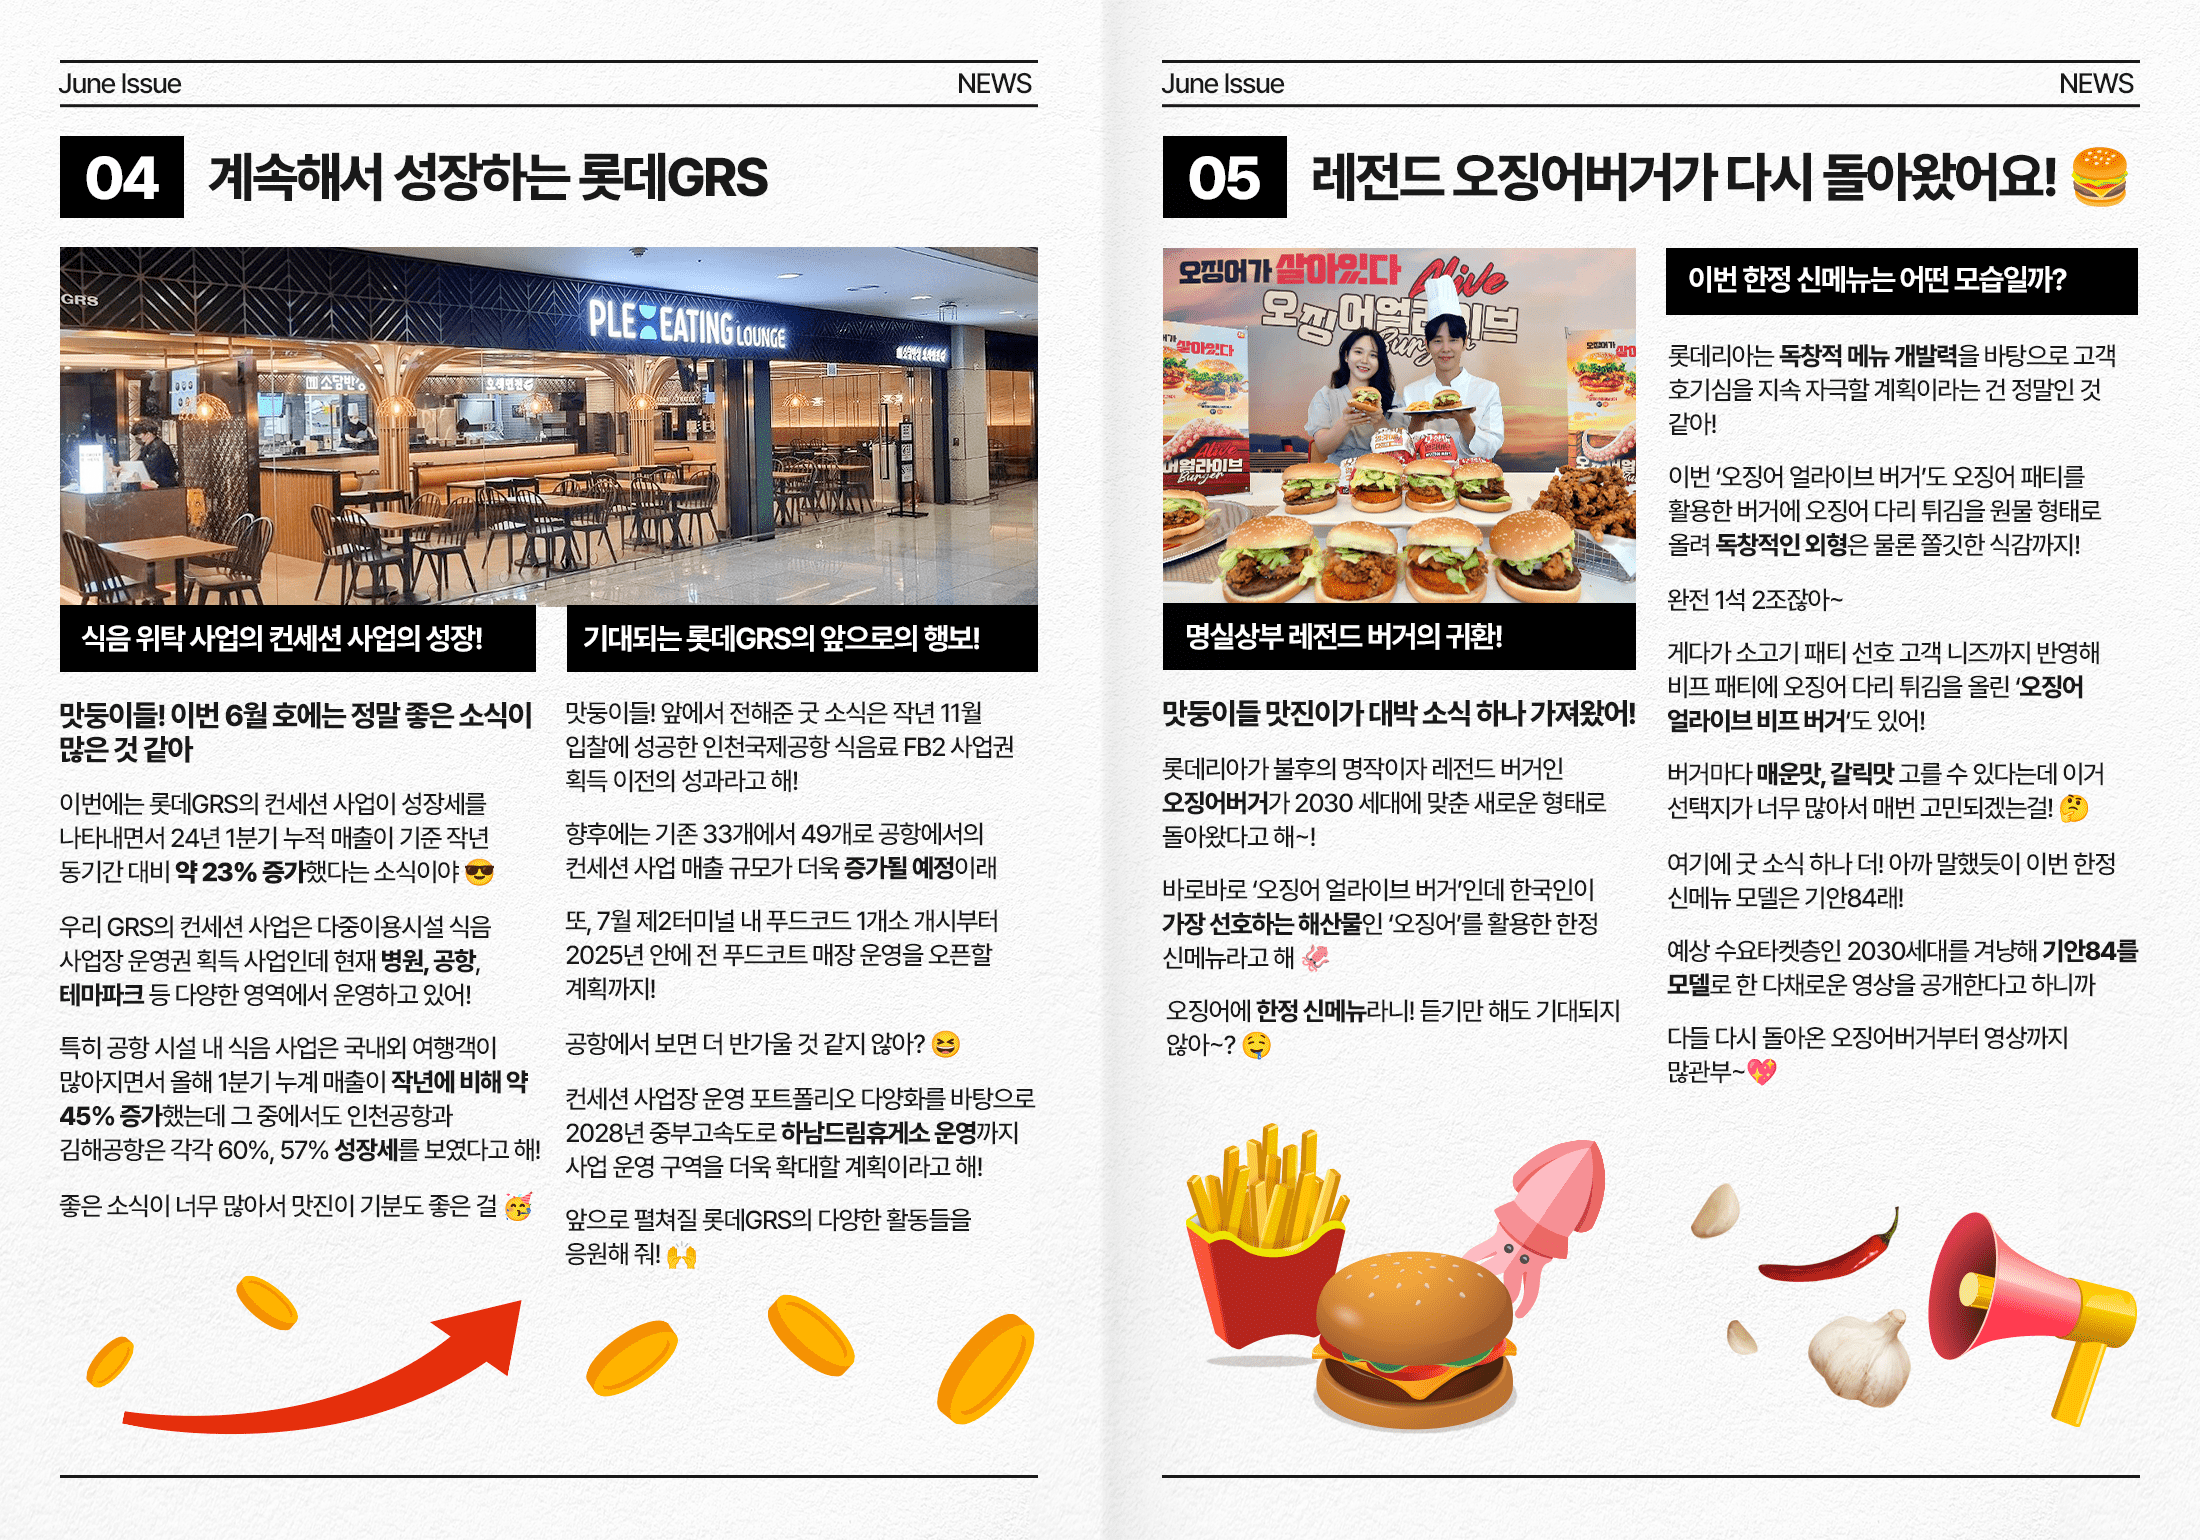 June Issue
NEWS
04
계속해서 성장하는 롯데GRS
GRS
PLE:EATING LOUNGE
소담반상
오레멘젠
식음 위탁 사업의 컨세션 사업의 성장!
맛둥이들! 이번 6월 호에는 정말 좋은 소식이
많은 것 같아
이번에는 롯데GRS의 컨세션 사업이 성장세를
나타내면서 24년 1분기 누적 매출이 기준 작년
동기간 대비 약 23% 증가했다는 소식이야 😎
우리 GRS의 컨세션 사업은 다중이용시설 식음
사업장 운영권 획득 사업인데 현재 병원, 공항,
테마파크 등 다양한 영역에서 운영하고 있어!
특히 공항 시설 내 식음 사업은 국내외 여행객이
많아지면서 올해 1분기 누계 매출이 작년에 비해 약
45% 증가했는데 그 중에서도 인천공항과
김해공항은 각각 60%, 57% 성장세를 보였다고 해!
좋은 소식이 너무 많아서 맛진이 기분도 좋은 걸 🥳
기대되는 롯데GRS의 앞으로의 행보!
맛둥이들! 앞에서 전해준 굿 소식은 작년 11월
입찰에 성공한 인천국제공항 식음료 FB2 사업권
획득 이전의 성과라고 해!
향후에는 기존 33개에서 49개로 공항에서의
컨세션 사업 매출 규모가 더욱 증가될 예정이래
또, 7월 제2터미널 내 푸드코드 1개소 개시부터
2025년 안에 전 푸드코트 매장 운영을 오픈할
계획까지!
공항에서 보면 더 반가울 것 같지 않아? 😆
컨세션 사업장 운영 포트폴리오 다양화를 바탕으로
2028년 중부고속도로 하남드림휴게소 운영까지
사업 운영 구역을 더욱 확대할 계획이라고 해!
앞으로 펼쳐질 롯데GRS의 다양한 활동들을
응원해 줘! 🙌
June Issue
NEWS
05
레전드 오징어버거가 다시 돌아왔어요! 🍔
오징어가 살아있다 Alive
오징어얼라이브
Burger
명실상부 레전드 버거의 귀환!
맛둥이들 맛진이가 대박 소식 하나 가져왔어!
롯데리아가 불후의 명작이자 레전드 버거인
오징어버거가 2030 세대에 맞춘 새로운 형태로
돌아왔다고 해~!
바로바로 ‘오징어 얼라이브 버거’인데 한국인이
가장 선호하는 해산물인 ‘오징어’를 활용한 한정
신메뉴라고 해 🦑
오징어에 한정 신메뉴라니! 듣기만 해도 기대되지
않아~? 🤤
이번 한정 신메뉴는 어떤 모습일까?
롯데리아는 독창적 메뉴 개발력을 바탕으로 고객
호기심을 지속 자극할 계획이라는 건 정말인 것
같아!
이번 ‘오징어 얼라이브 버거’도 오징어 패티를
활용한 버거에 오징어 다리 튀김을 원물 형태로
올려 독창적인 외형은 물론 쫄깃한 식감까지!
완전 1석 2조잖아~
게다가 소고기 패티 선호 고객 니즈까지 반영해
비프 패티에 오징어 다리 튀김을 올린 ‘오징어
얼라이브 비프 버거’도 있어!
버거마다 매운맛, 갈릭맛 고를 수 있다는데 이거
선택지가 너무 많아서 매번 고민되겠는걸! 🤔
여기에 굿 소식 하나 더! 아까 말했듯이 이번 한정
신메뉴 모델은 기안84래!
예상 수요타켓층인 2030세대를 겨냥해 기안84를
모델로 한 다채로운 영상을 공개한다고 하니까
다들 다시 돌아온 오징어버거부터 영상까지
많관부~💖